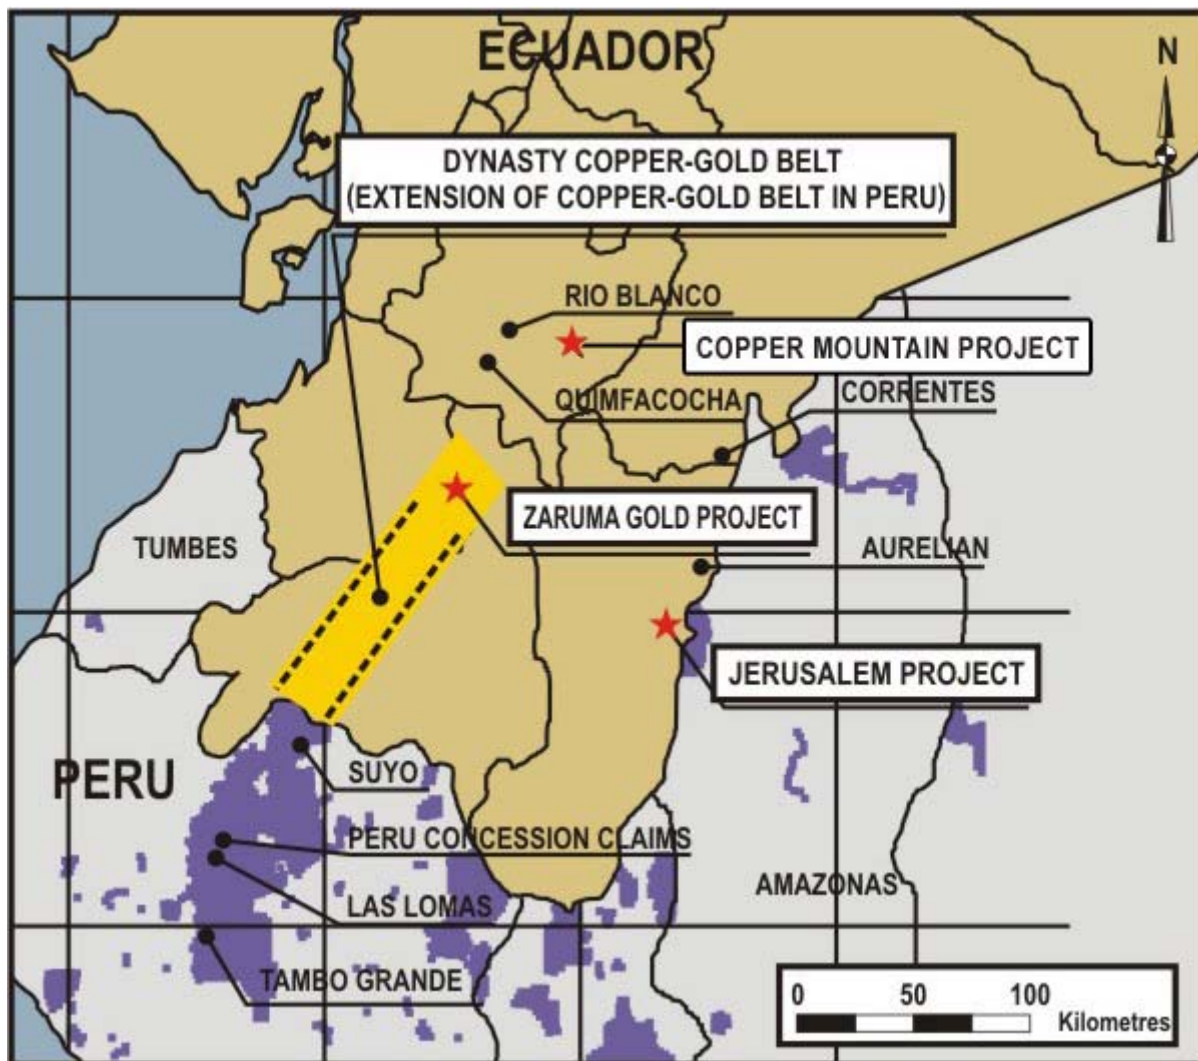 ECUADOR
N
DYNASTY COPPER-GOLD BELT
(EXTENSION OF COPPER-GOLD BELT IN PERU)
RIO BLANCO
COPPER MOUNTAIN PROJECT
QUIMFACOCHA
CORRENTES
ZARUMA GOLD PROJECT
TUMBES
AURELIAN
JERUSALEM PROJECT
PERU
SUYO
PERU CONCESSION CLAIMS
AMAZONAS
LAS LOMAS
TAMBO GRANDE
0 50 100
Kilometres